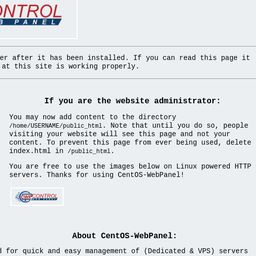 CONTROL
WEB PANEL
er after it has been installed. If you can read this page it
at this site is working properly.
If you are the website administrator:
You may now add content to the directory
/home/USERNAME/public_html. Note that until you do so, people
visiting your website will see this page and not your
content. To prevent this page from ever being used, delete
index.html in /public_html.
You are free to use the images below on Linux powered HTTP
servers. Thanks for using CentOS-WebPanel!
CONTROL
About CentOS-WebPanel:
d for quick and easy management of (Dedicated & VPS) servers